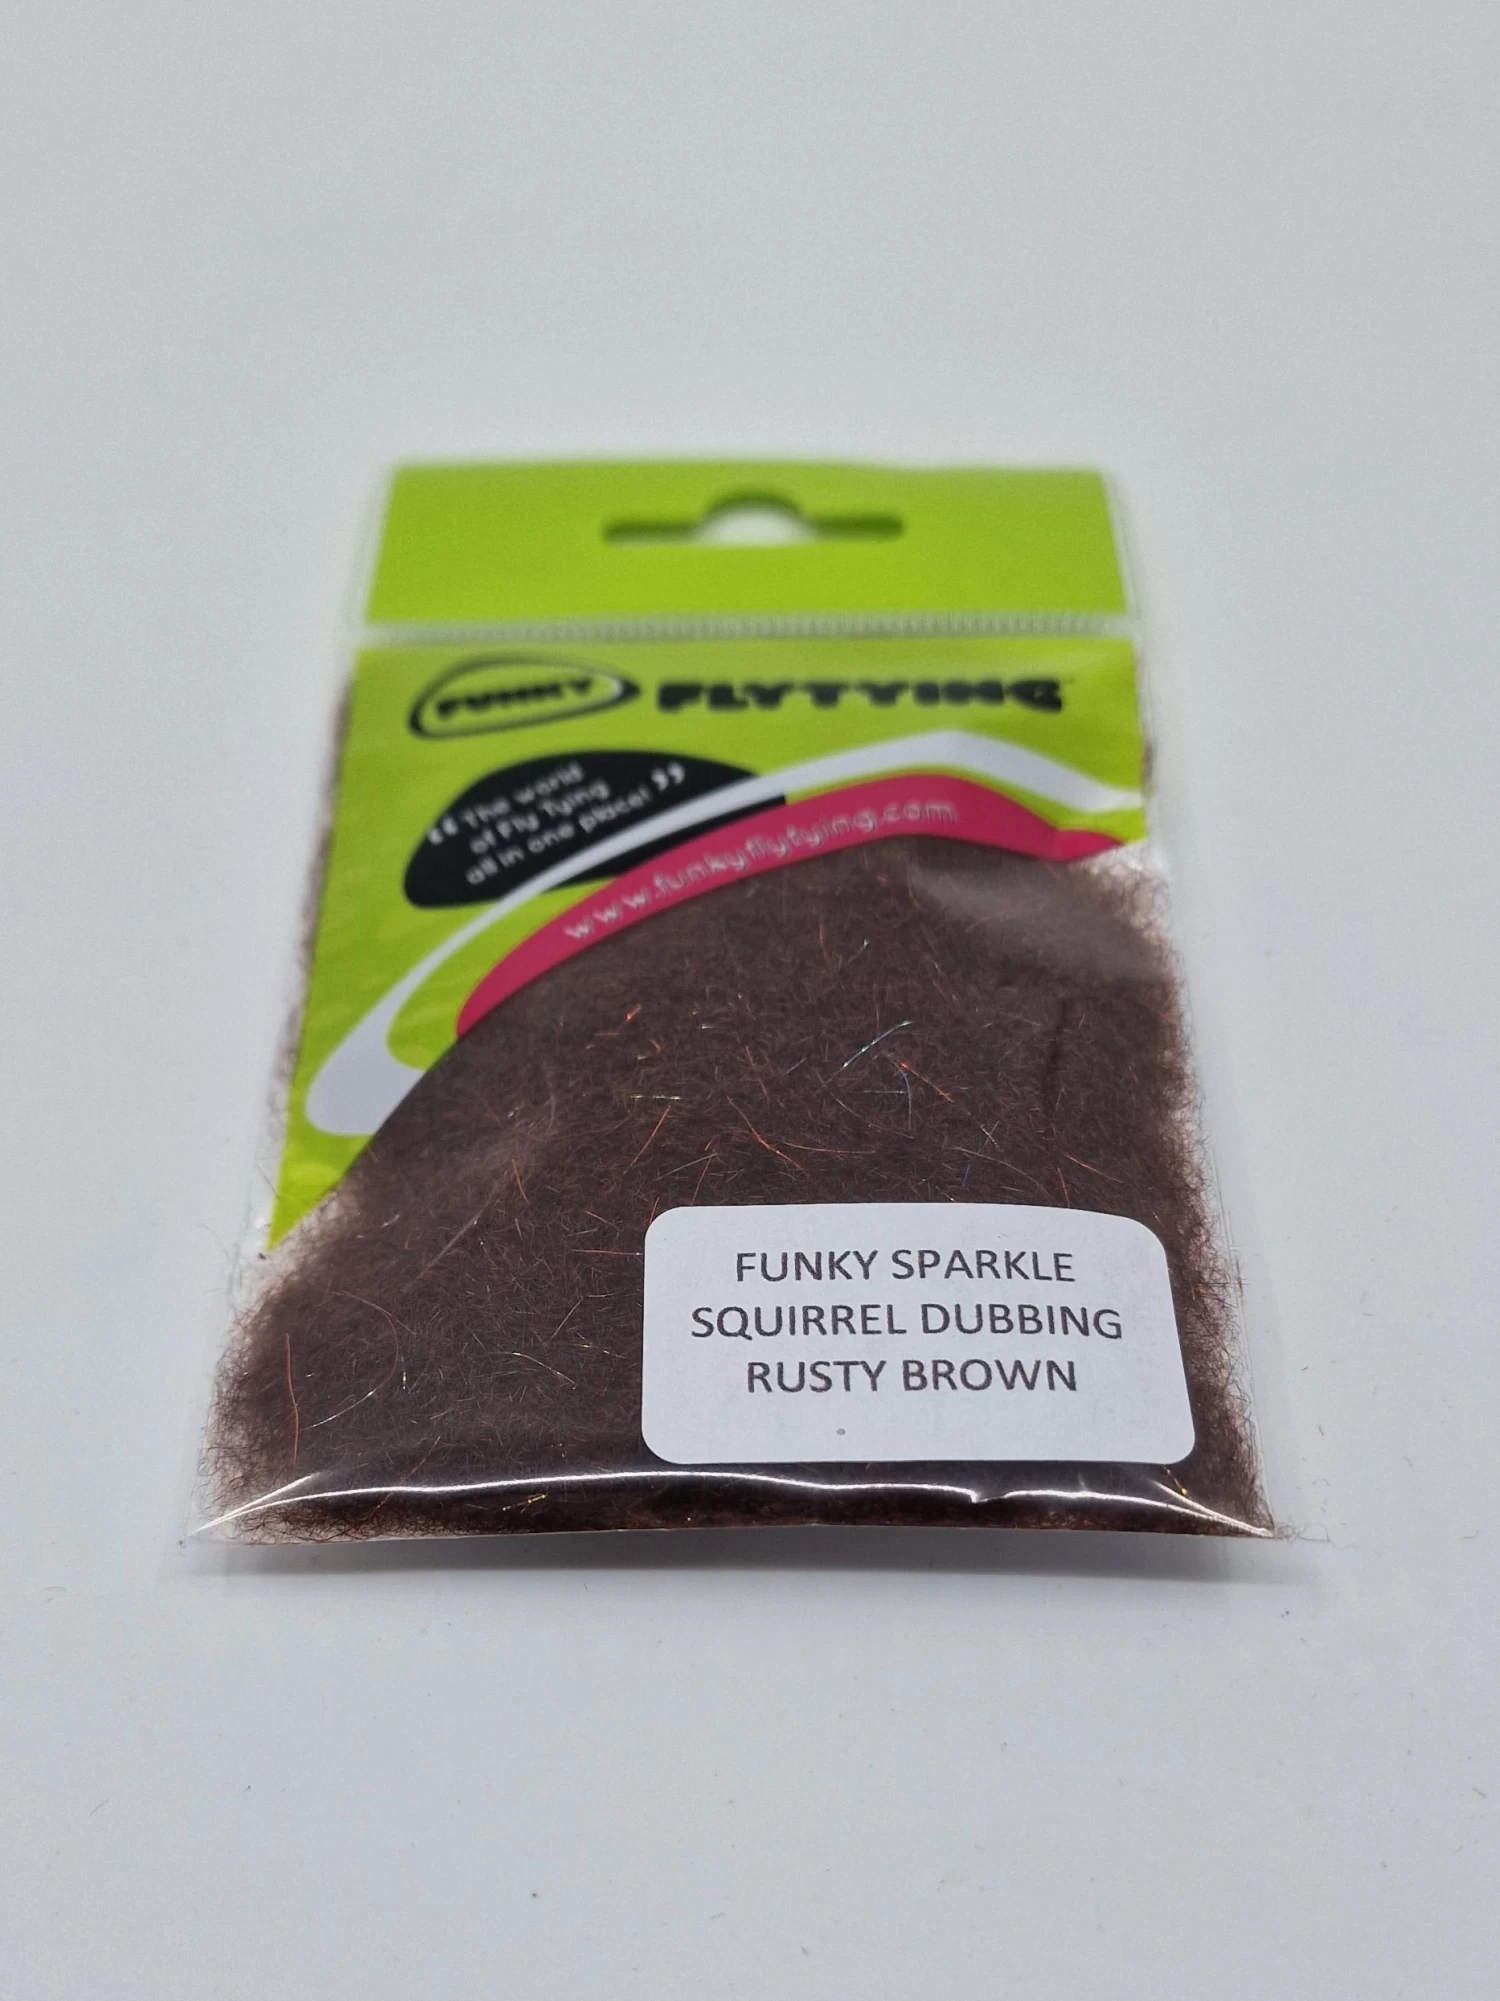 FUNKY FLYTYING
“The world
of Fly Tying
all in one place!”
www.funkyflytying.com
FUNKY SPARKLE
SQUIRREL DUBBING
RUSTY BROWN